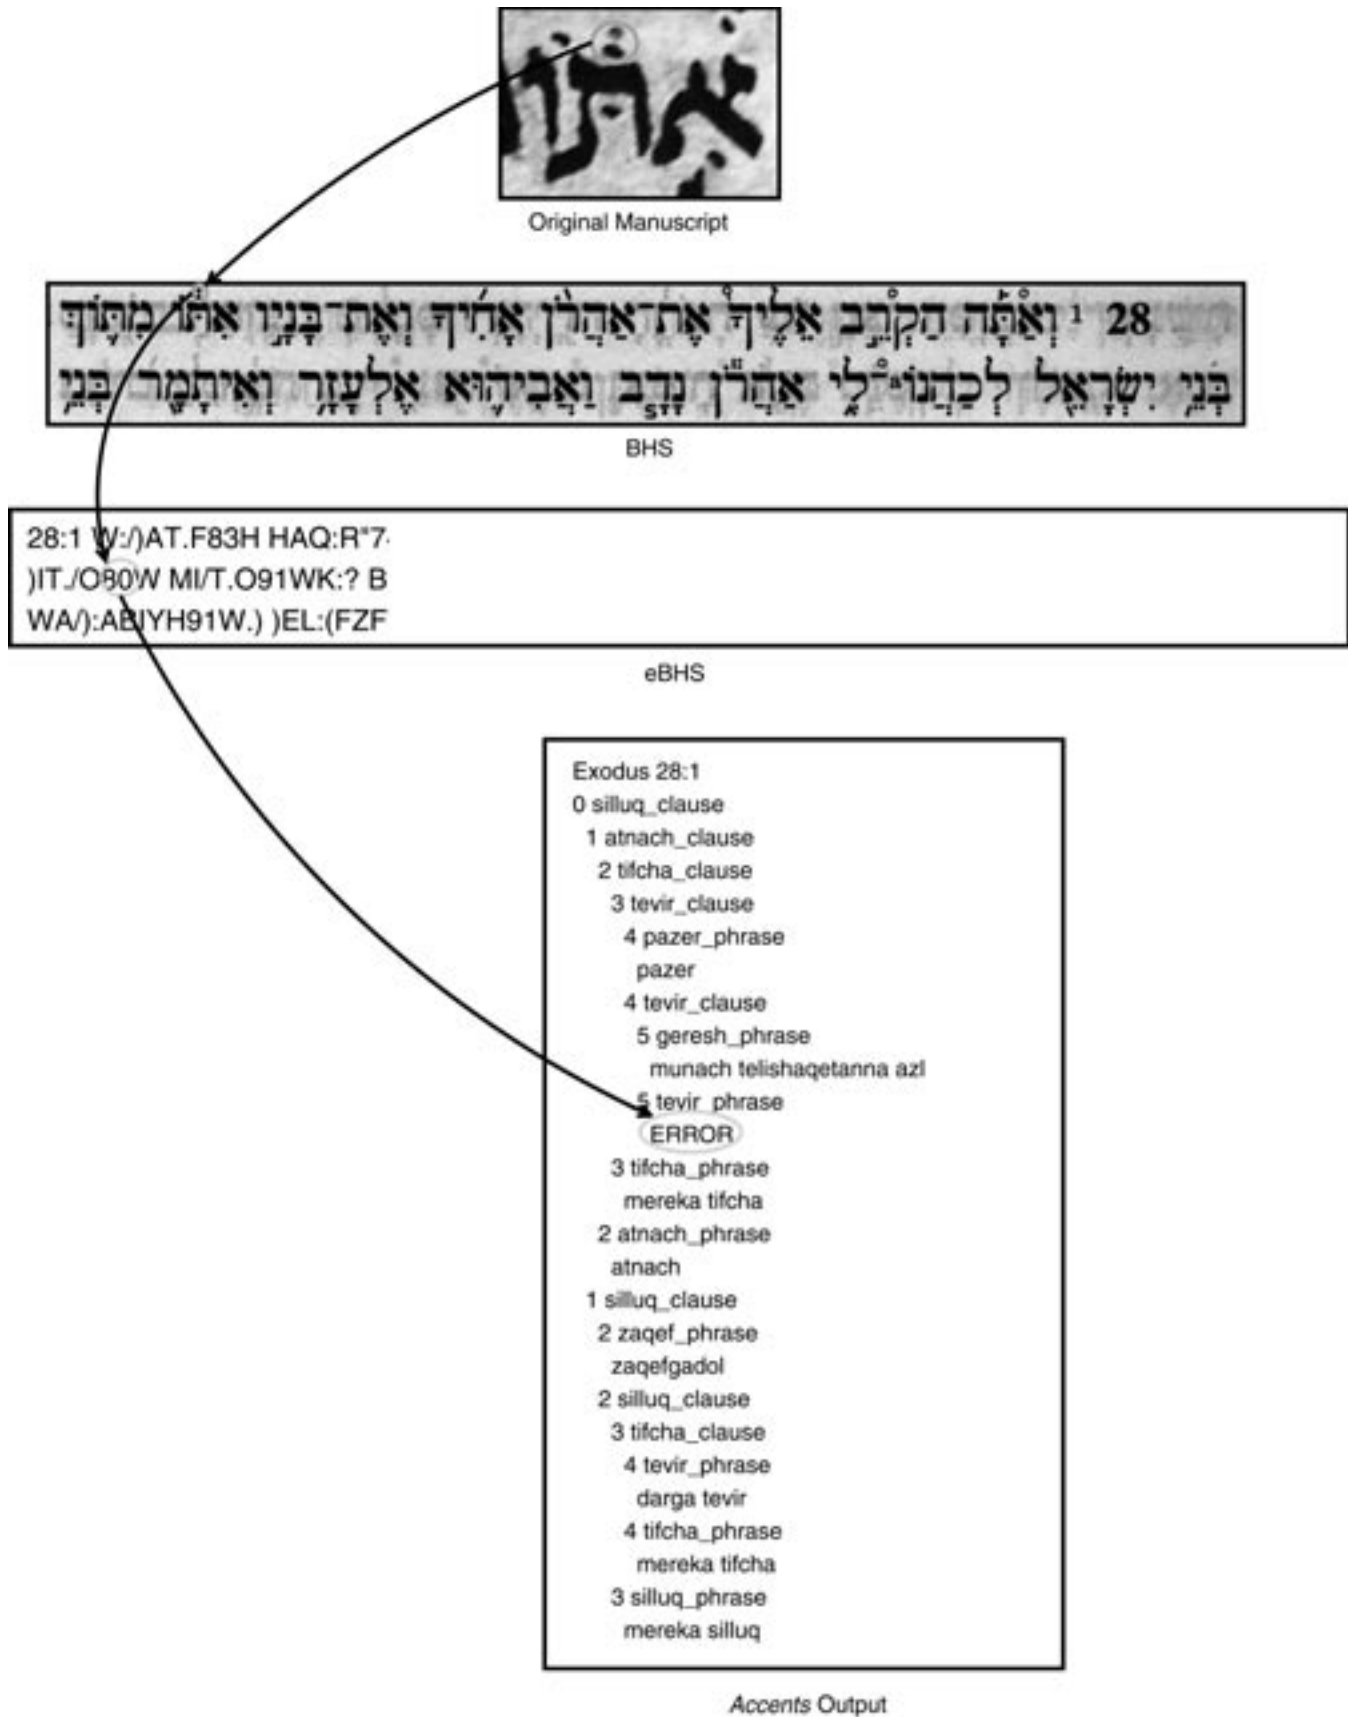 אִתּ֔וֹ
Original Manuscript
28 1 וְאַתָּ֡ה הַקְרֵ֣ב אֵלֶ֩יךָ֩ אֶת־אַהֲרֹ֨ן אָחִ֜יךָ וְאֶת־בָּנָ֣יו אִתּ֔וֹ מִתּ֛וֹךְ
בְּנֵ֥י יִשְׂרָאֵ֖ל לְכַהֲנוֹ־ᵃלִ֑י אַהֲרֹ֕ן נָדָ֧ב וַאֲבִיה֛וּא אֶלְעָזָ֥ר וְאִיתָמָ֖ר בְּנֵ֥י
BHS
28:1 W:/)AT.F83H HAQ:R"7
)IT./O80W MI/T.O91WK:? B
WA/):ABIYH91W.) )EL:(FZF
eBHS
Exodus 28:1
0 silluq_clause
1 atnach_clause
2 tifcha_clause
3 tevir_clause
4 pazer_phrase
pazer
4 tevir_clause
5 geresh_phrase
munach telishaqetanna azl
5 tevir_phrase
ERROR
3 tifcha_phrase
mereka tifcha
2 atnach_phrase
atnach
1 silluq_clause
2 zaqef_phrase
zaqefgadol
2 silluq_clause
3 tifcha_clause
4 tevir_phrase
darga tevir
4 tifcha_phrase
mereka tifcha
3 silluq_phrase
mereka silluq
Accents Output